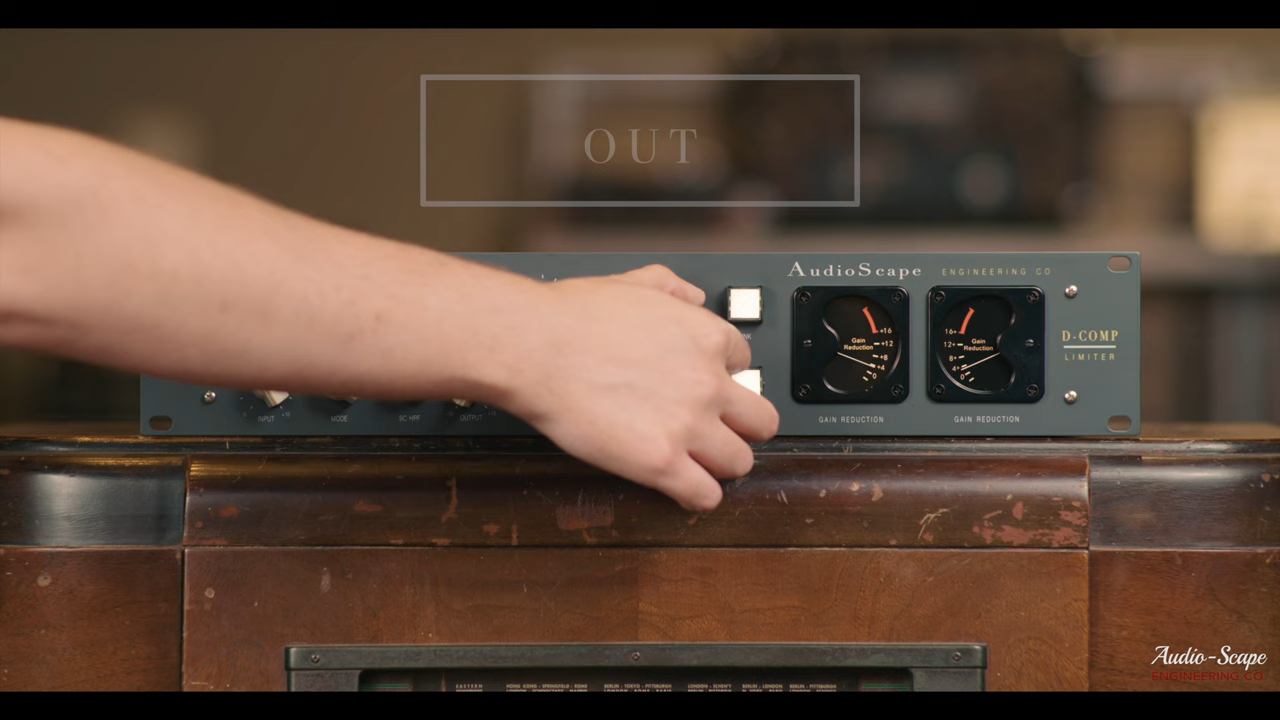 OUT
AudioScape ENGINEERING CO
+16
+12
+8
+4
0
Gain
Reduction
16+
12+
8+
4+
0
Gain
Reduction
D-COMP
LIMITER
INPUT MODE SC HPF OUTPUT
GAIN REDUCTION GAIN REDUCTION
EASTERN
Audio-Scape
ENGINEERING CO.